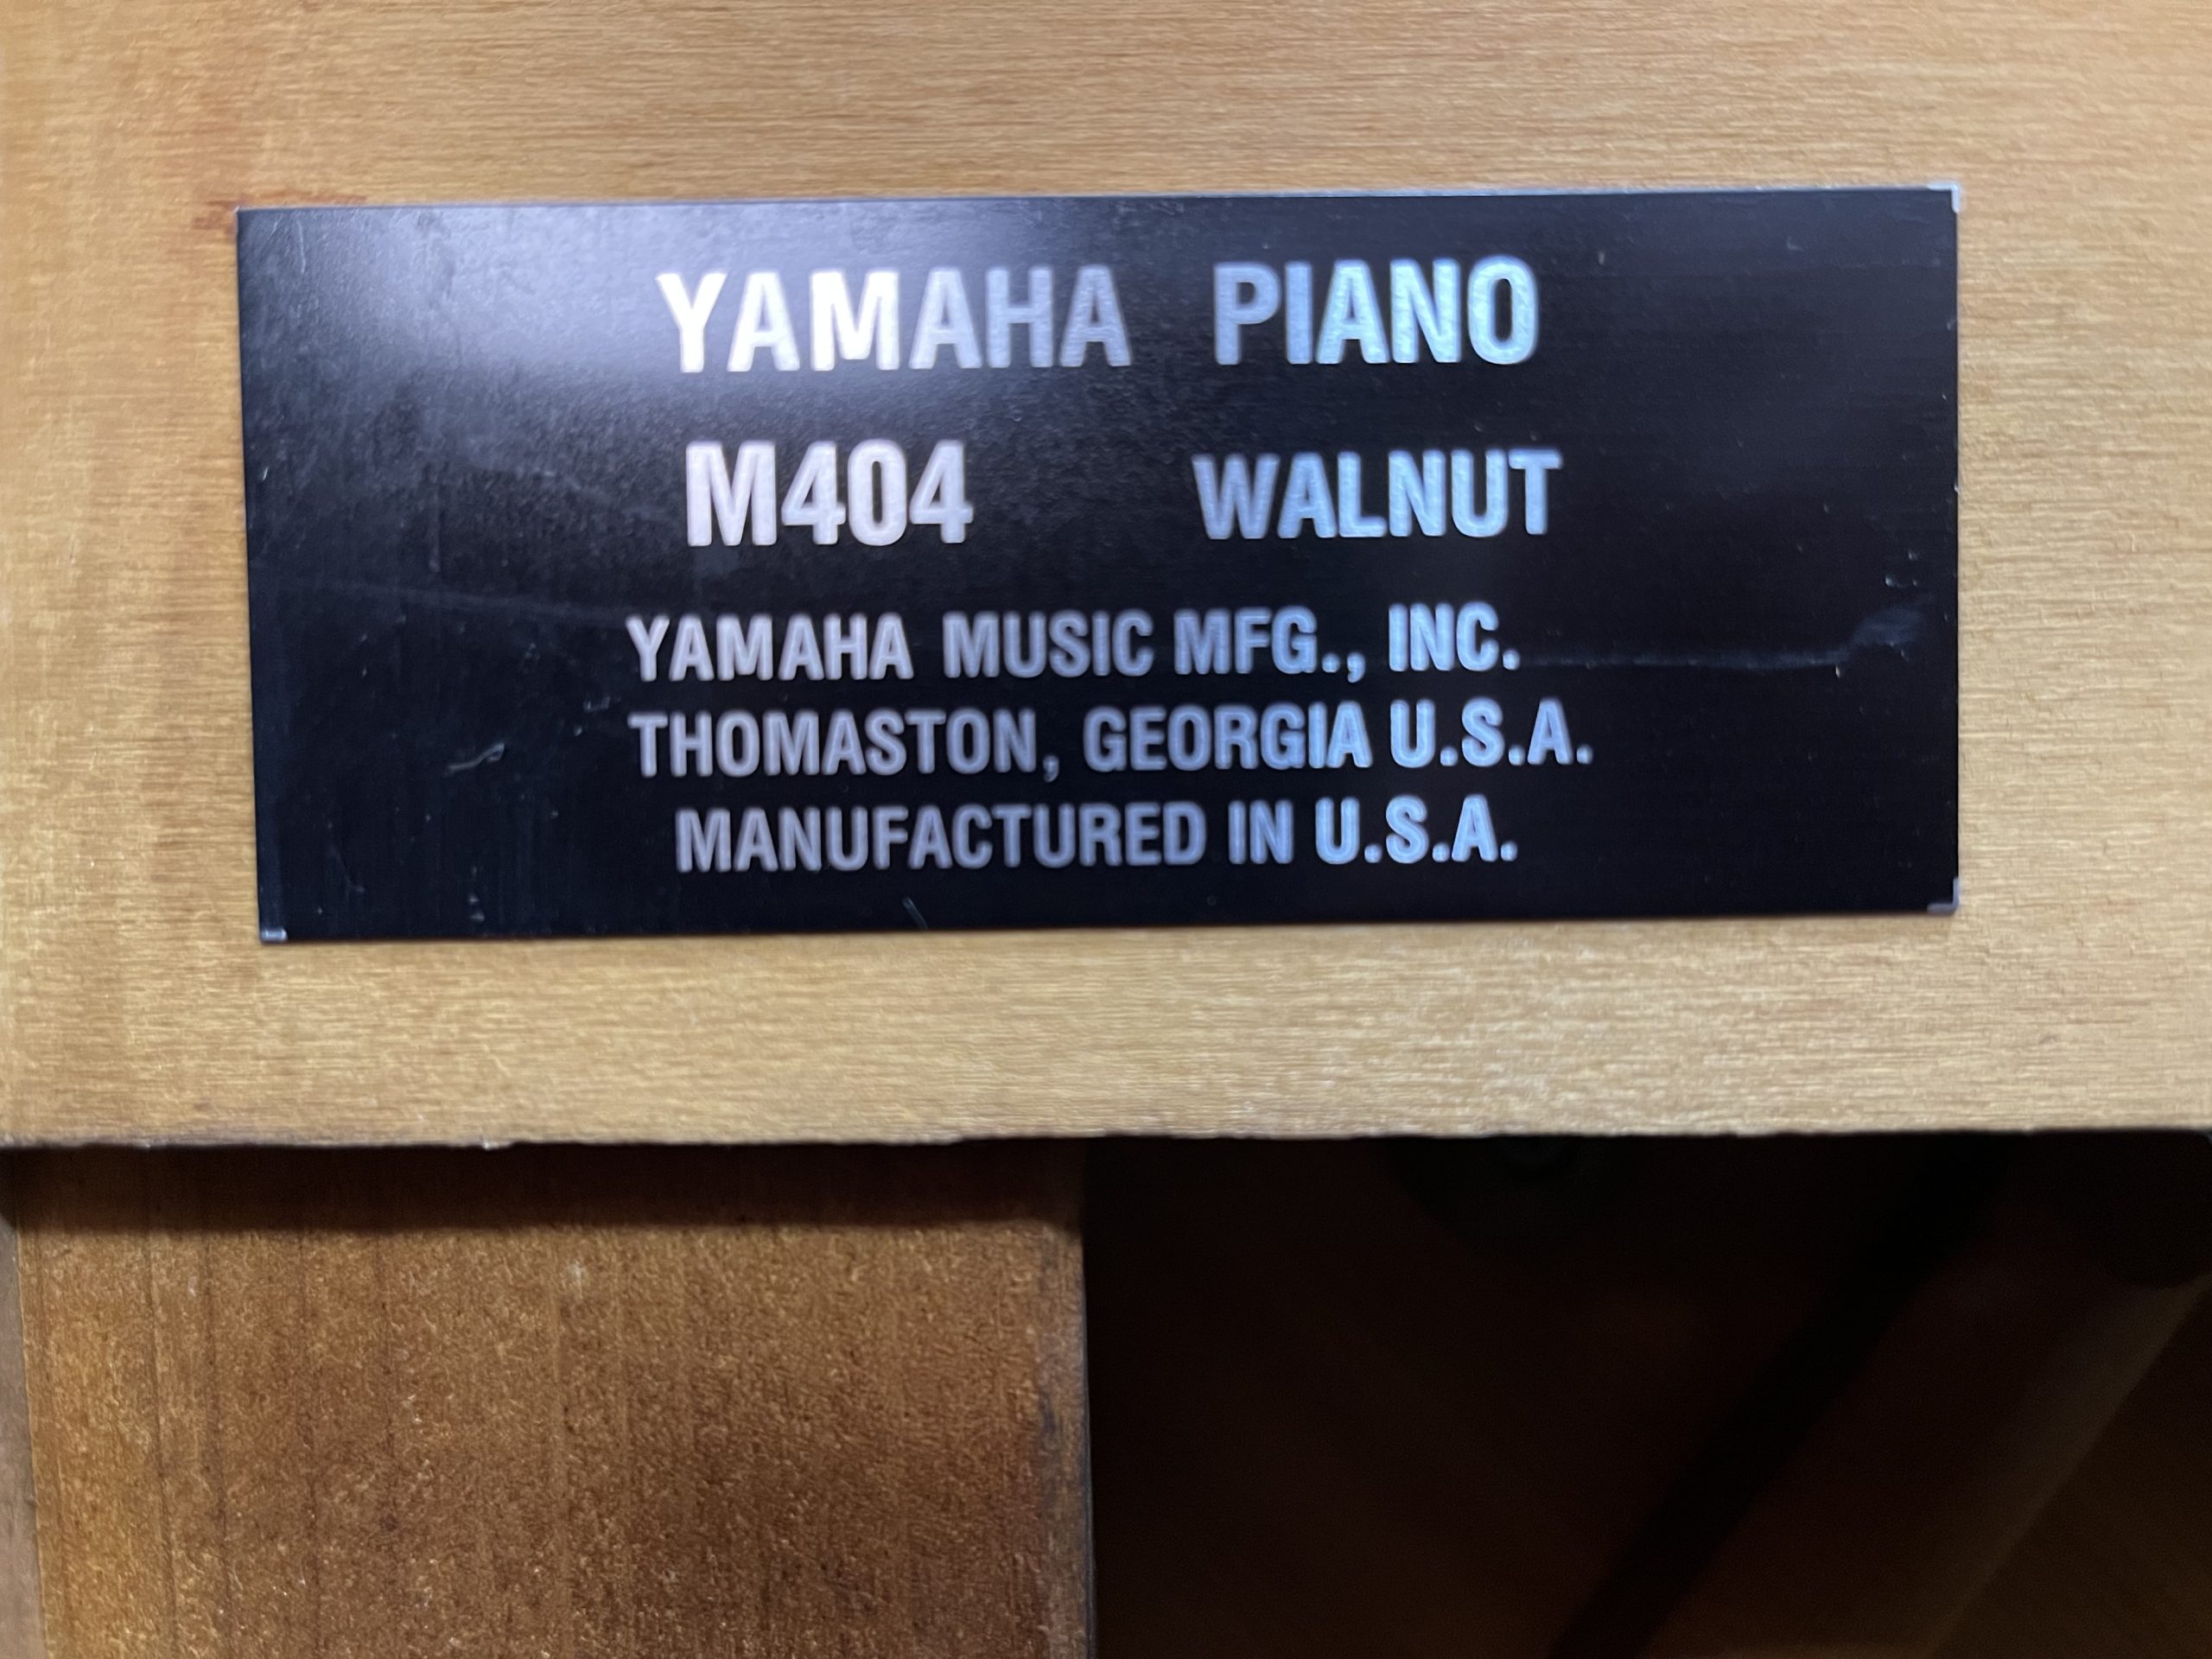 YAMAHA PIANO
M404 WALNUT
YAMAHA MUSIC MFG., INC.
THOMASTON, GEORGIA U.S.A.
MANUFACTURED IN U.S.A.